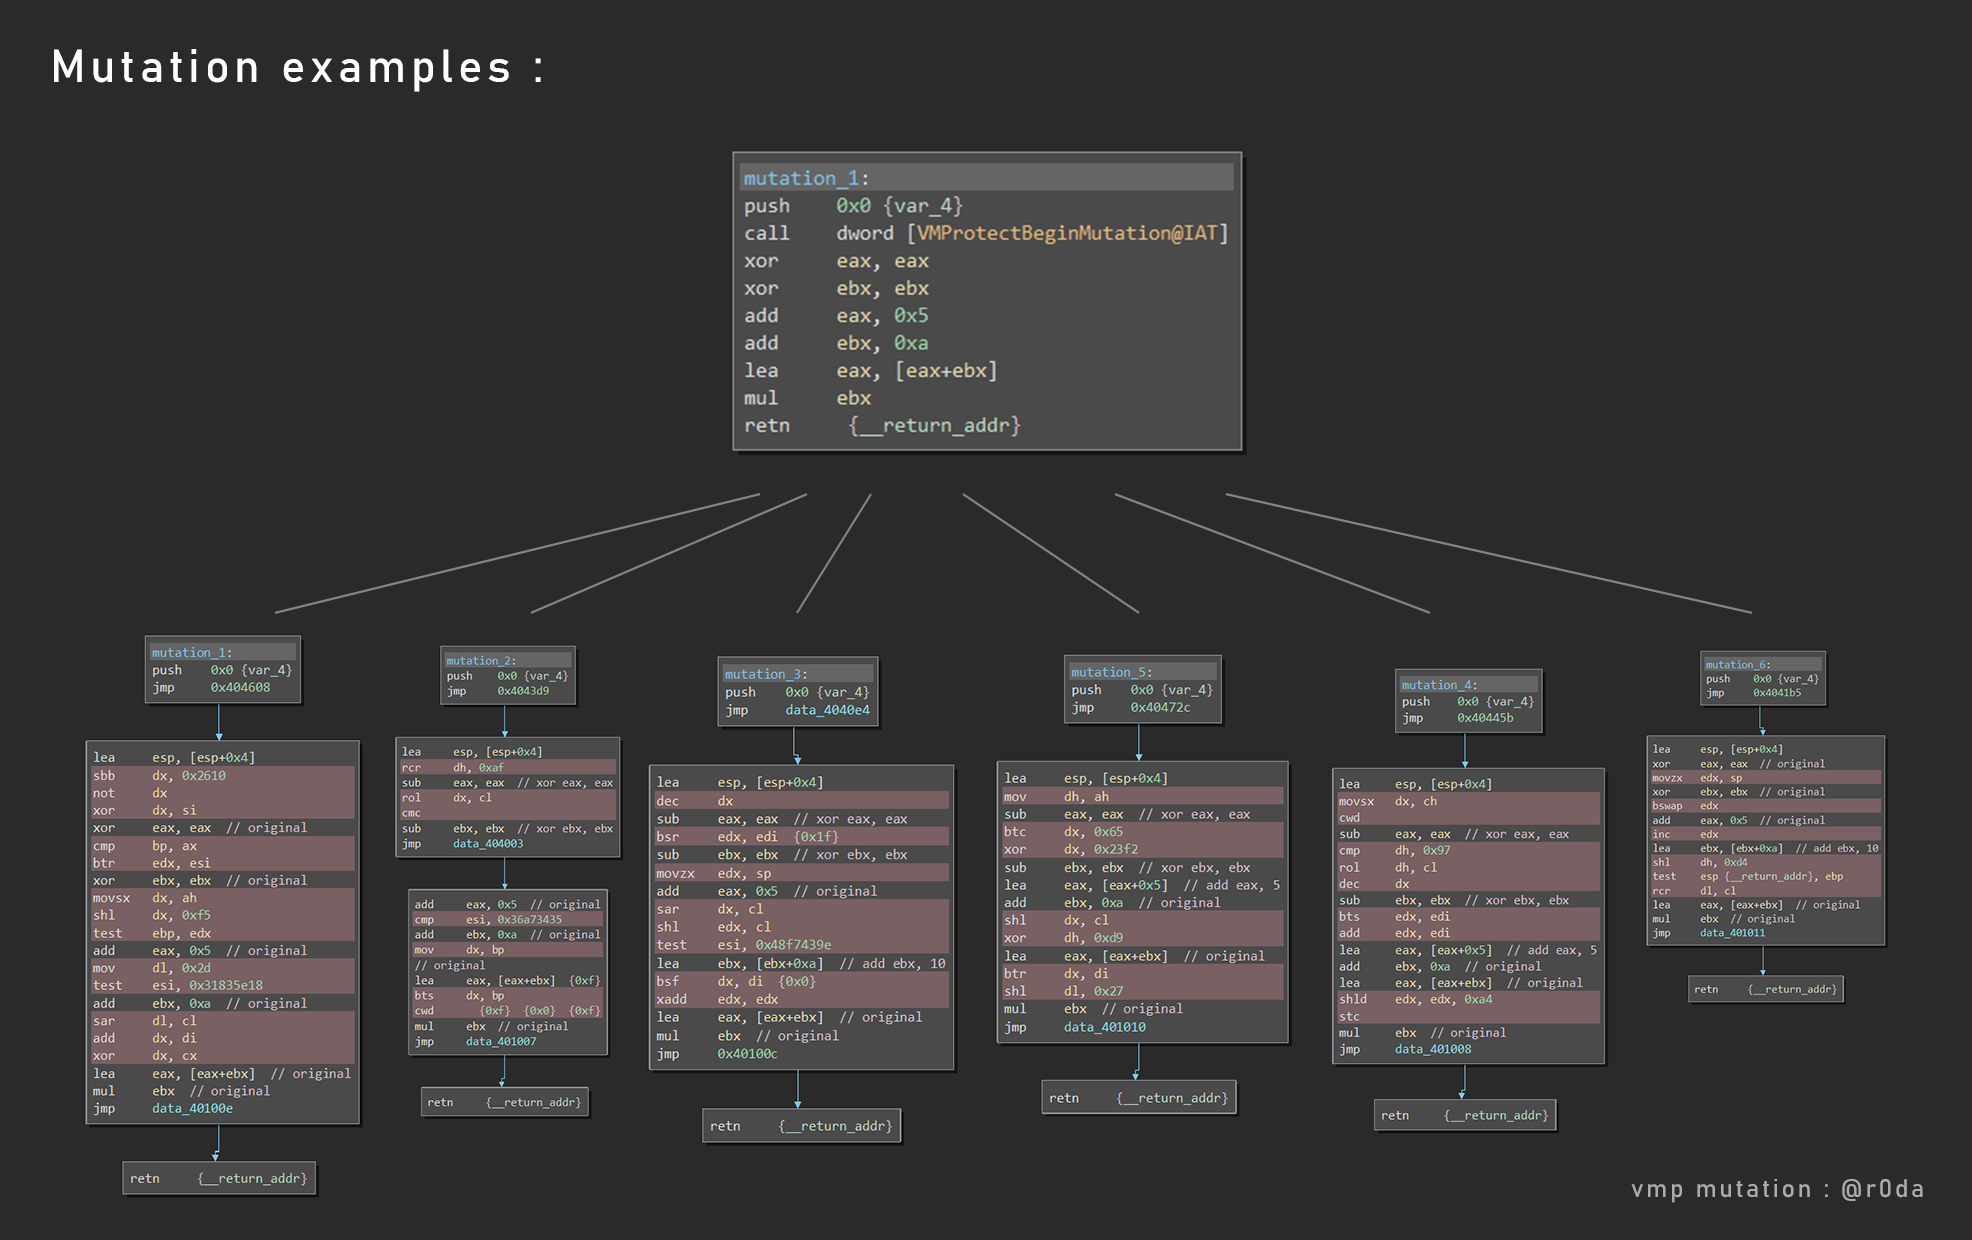 Mutation examples :
mutation_1:
push 0x0 {var_4}
call dword [VMProtectBeginMutation@IAT]
xor eax, eax
xor ebx, ebx
add eax, 0x5
add ebx, 0xa
lea eax, [eax+ebx]
mul ebx
retn {__return_addr}
mutation_1:
push 0x0 {var_4}
jmp 0x404608
lea esp, [esp+0x4]
sbb dx, 0x2610
not dx
xor dx, si
xor eax, eax // original
cmp bp, ax
btr edx, esi
xor ebx, ebx // original
movsx dx, ah
shl dx, 0xf5
test ebp, edx
add eax, 0x5 // original
mov dl, 0x2d
test esi, 0x31835e18
add ebx, 0xa // original
sar dl, cl
add dx, di
xor dx, cx
lea eax, [eax+ebx] // original
mul ebx // original
jmp data_40100e
retn {__return_addr}
mutation_2:
push 0x0 {var_4}
jmp 0x4043d9
lea esp, [esp+0x4]
rcr dh, 0xaf
sub eax, eax // xor eax, eax
rol dx, cl
cmc
sub ebx, ebx // xor ebx, ebx
jmp data_404003
add eax, 0x5 // original
cmp esi, 0x36a73435
add ebx, 0xa // original
mov dx, bp
// original
lea eax, [eax+ebx] {0xf}
bts dx, bp
cwd {0xf} {0x0} {0xf}
mul ebx // original
jmp data_401007
retn {__return_addr}
mutation_3:
push 0x0 {var_4}
jmp data_4040e4
lea esp, [esp+0x4]
dec dx
sub eax, eax // xor eax, eax
bsr edx, edi {0x1f}
sub ebx, ebx // xor ebx, ebx
movzx edx, sp
add eax, 0x5 // original
sar dx, cl
shl edx, cl
test esi, 0x48f7439e
lea ebx, [ebx+0xa] // add ebx, 10
bsf dx, di {0x0}
xadd edx, edx
lea eax, [eax+ebx] // original
mul ebx // original
jmp 0x40100c
retn {__return_addr}
mutation_5:
push 0x0 {var_4}
jmp 0x40472c
lea esp, [esp+0x4]
mov dh, ah
sub eax, eax // xor eax, eax
btc dx, 0x65
xor dx, 0x23f2
sub ebx, ebx // xor ebx, ebx
lea eax, [eax+0x5] // add eax, 5
add ebx, 0xa // original
shl dx, cl
xor dh, 0xd9
lea eax, [eax+ebx] // original
btr dx, di
shl dl, 0x27
mul ebx // original
jmp data_401010
retn {__return_addr}
mutation_4:
push 0x0 {var_4}
jmp 0x40445b
lea esp, [esp+0x4]
movsx dx, ch
cwd
sub eax, eax // xor eax, eax
cmp dh, 0x97
rol dh, cl
dec dx
sub ebx, ebx // xor ebx, ebx
bts edx, edi
add edx, edi
lea eax, [eax+0x5] // add eax, 5
add ebx, 0xa // original
lea eax, [eax+ebx] // original
shld edx, edx, 0xa4
stc
mul ebx // original
jmp data_401008
retn {__return_addr}
mutation_6:
push 0x0 {var_4}
jmp 0x4041b5
lea esp, [esp+0x4]
xor eax, eax // original
movzx edx, sp
xor ebx, ebx // original
bswap edx
add eax, 0x5 // original
inc edx
lea ebx, [ebx+0xa] // add ebx, 10
shl dh, 0xd4
test esp {__return_addr}, ebp
rcr dl, cl
lea eax, [eax+ebx] // original
mul ebx // original
jmp data_401011
retn {__return_addr}
vmp mutation : @r0da